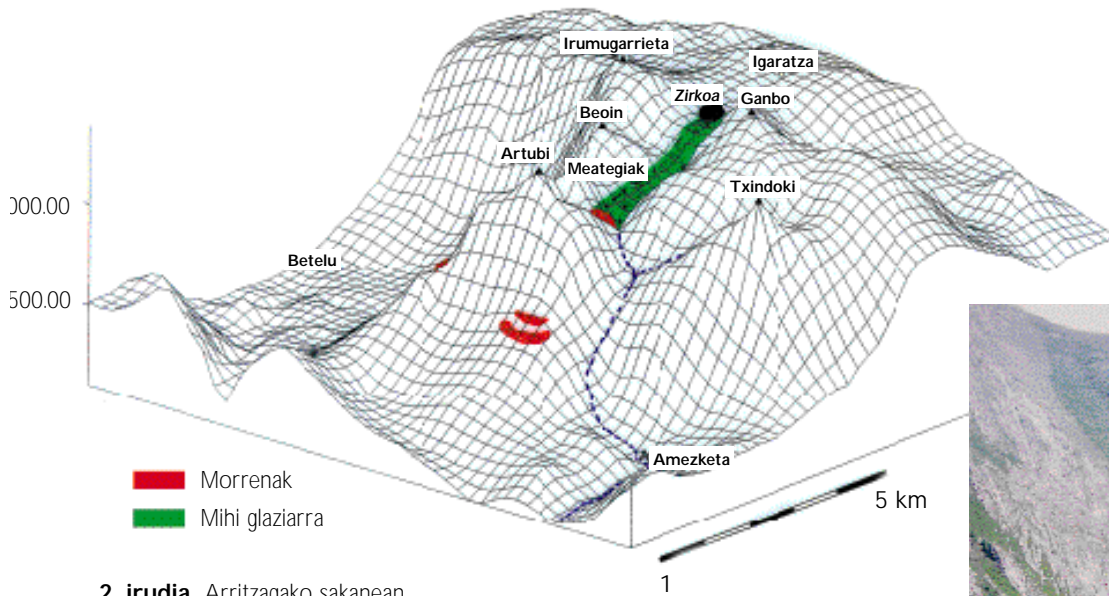 Irumugarrieta
Igaratza
Zirkoa
Ganbo
Beoin
Artubi
Meategiak
Txindoki
000.00
Betelu
500.00
Amezketa
Morrenak
5 km
Mihi glaziarra
1
2. irudia. Arritzagako sakanean